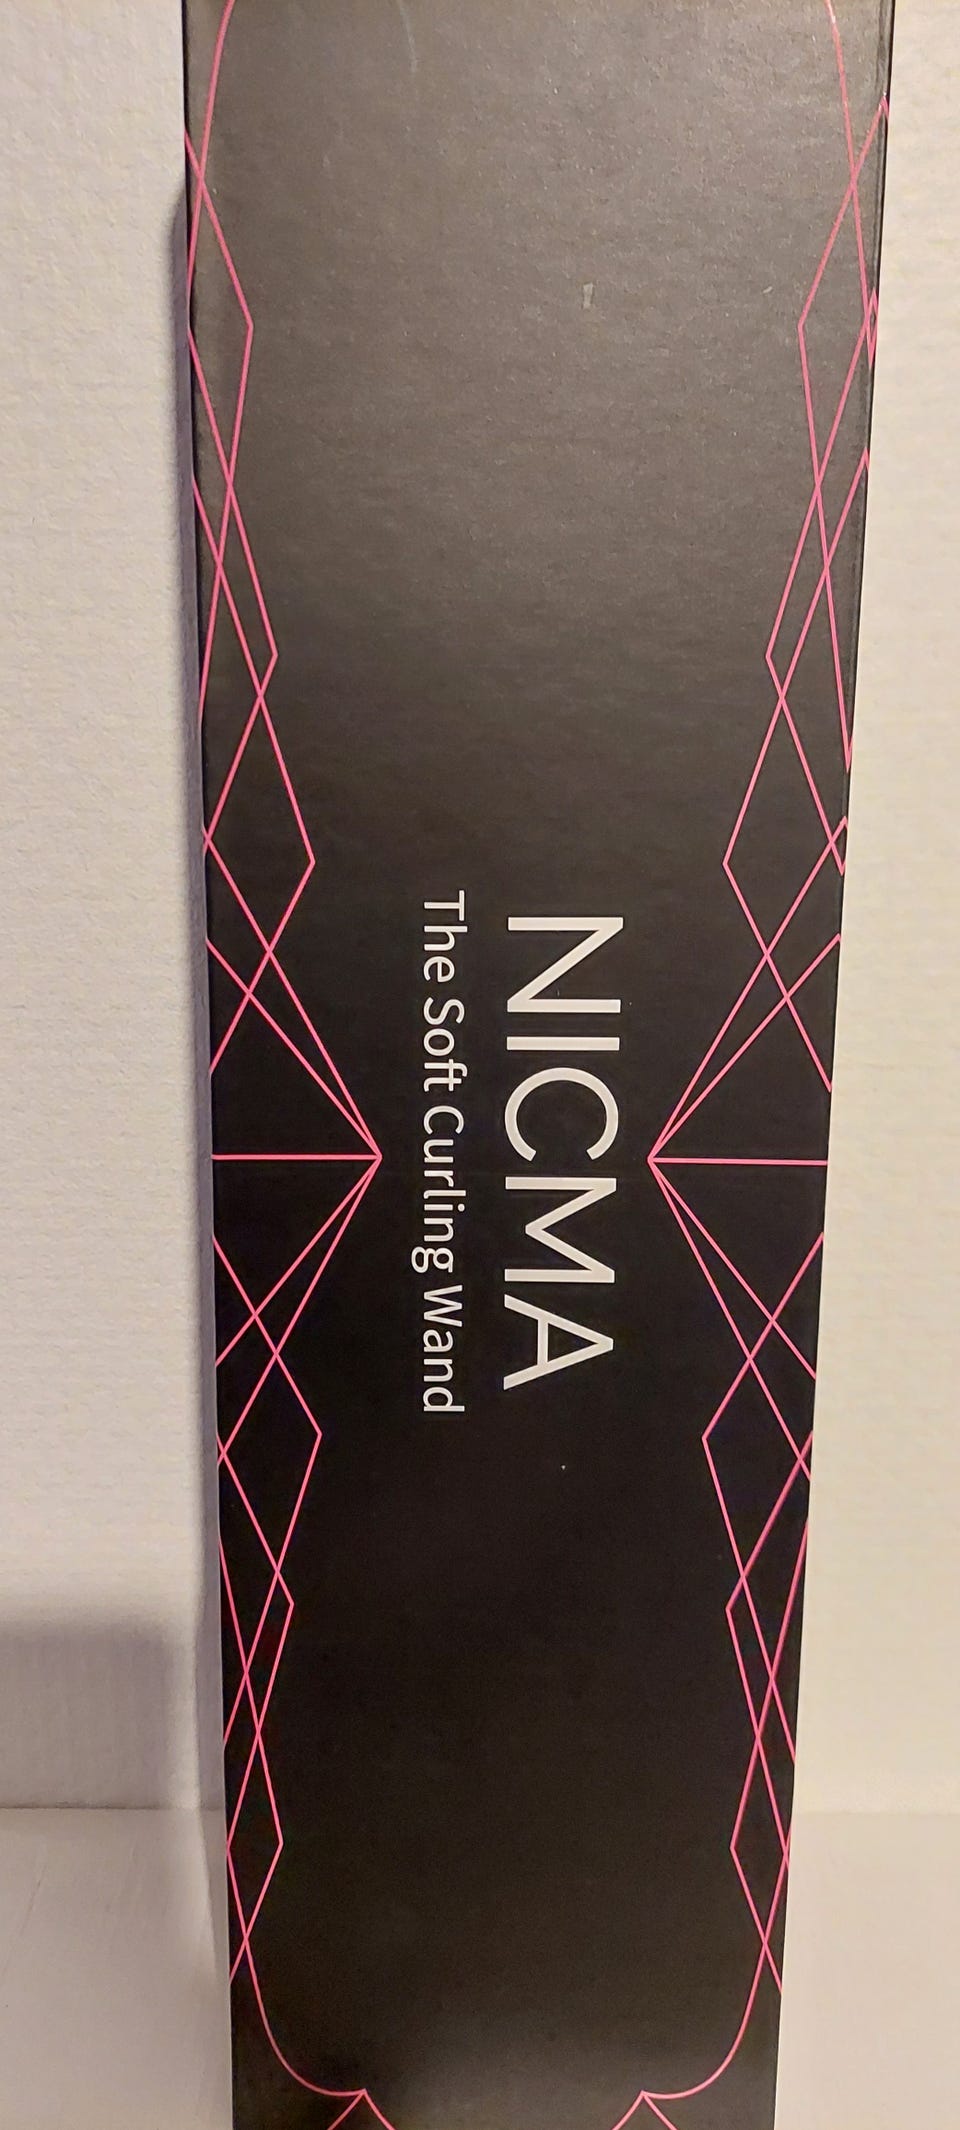 NICMA
The Soft Curling Wand